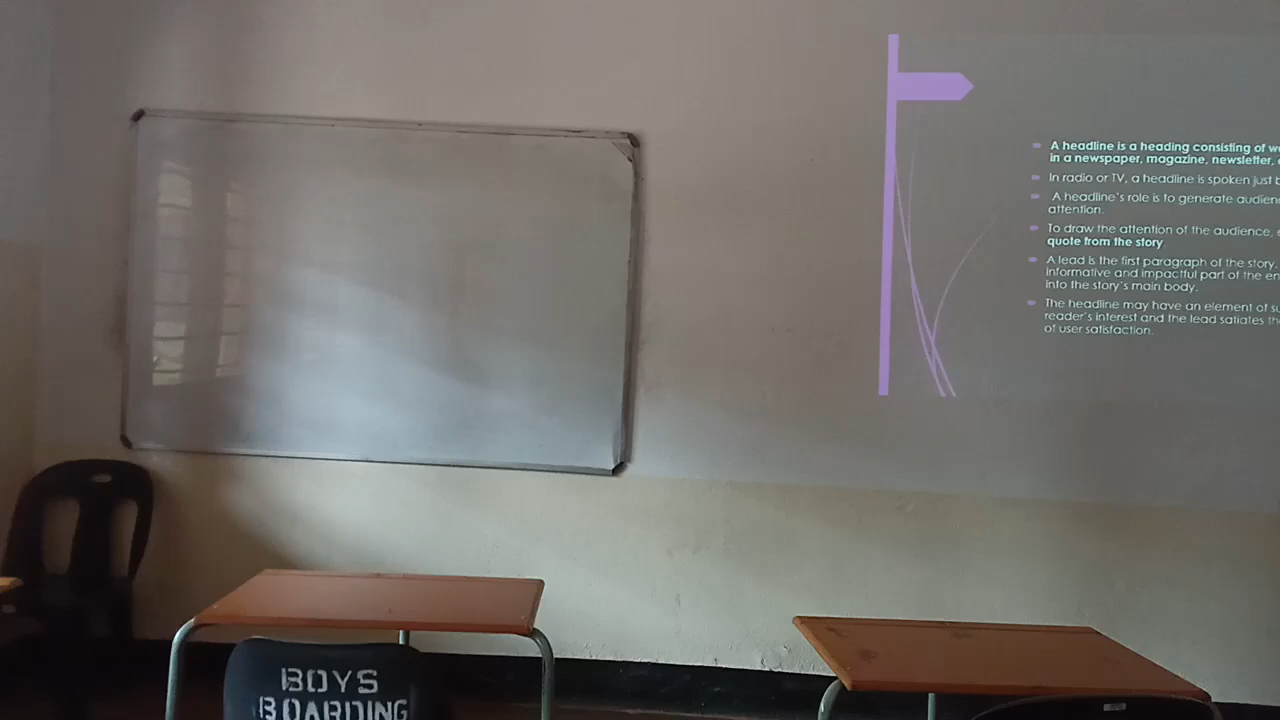 A headline is a heading consisting of
in a newspaper, magazine, newsletter,
In radio or TV, a headline is spoken just
A headline's role is to generate
attention.
To draw the attention of the audience,
quote from the story
A lead is the first paragraph of the story.
informative and impactful part of the
into the story's main body.
The headline may have an element of
reader's interest and the lead satiates
of user satisfaction.
BOYS
BOARDING